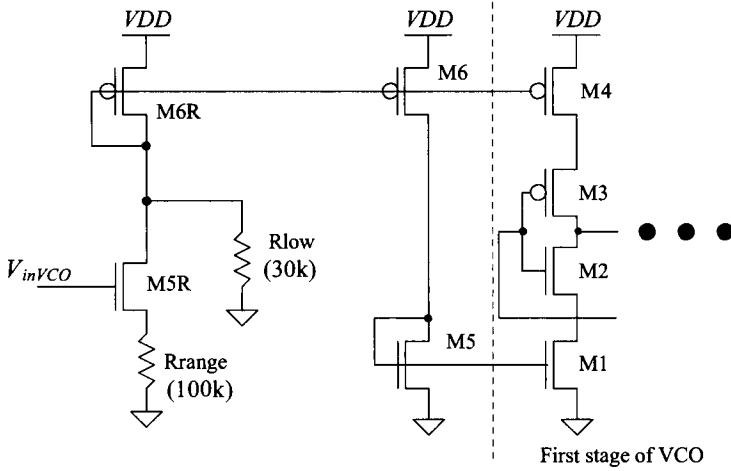 VDD VDD VDD
M6R M6 M4
M3
Rlow
(30k)
VinVCO M5R M2
Rrange
(100k)
M5 M1
First stage of VCO